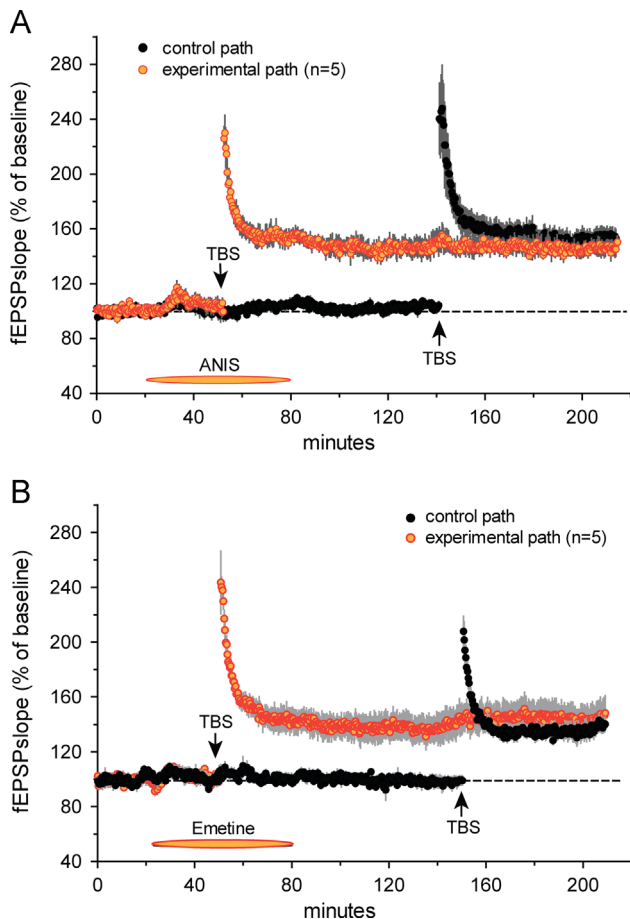 A
control path
experimental path (n=5)
280
240
200
160
120
80
40
fEPSPslope (% of baseline)
TBS
TBS
ANIS
0 40 80 120 160 200
minutes
B
control path
experimental path (n=5)
280
240
200
160
120
80
40
fEPSPslope (% of baseline)
TBS
TBS
Emetine
0 40 80 120 160 200
minutes